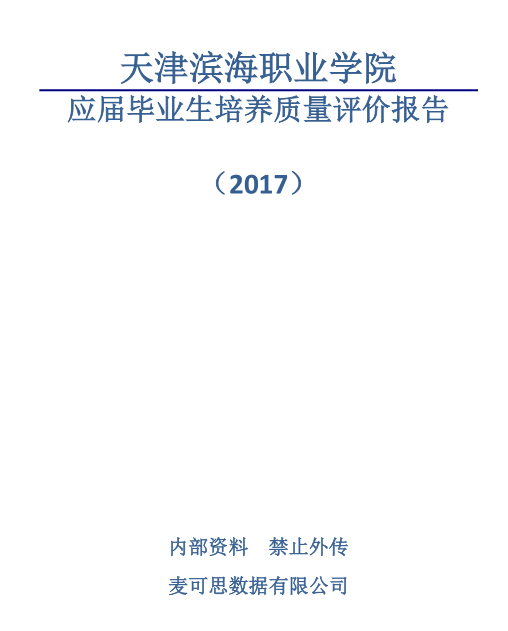 天津滨海职业学院
应届毕业生培养质量评价报告
（2017）
内部资料　禁止外传
麦可思数据有限公司